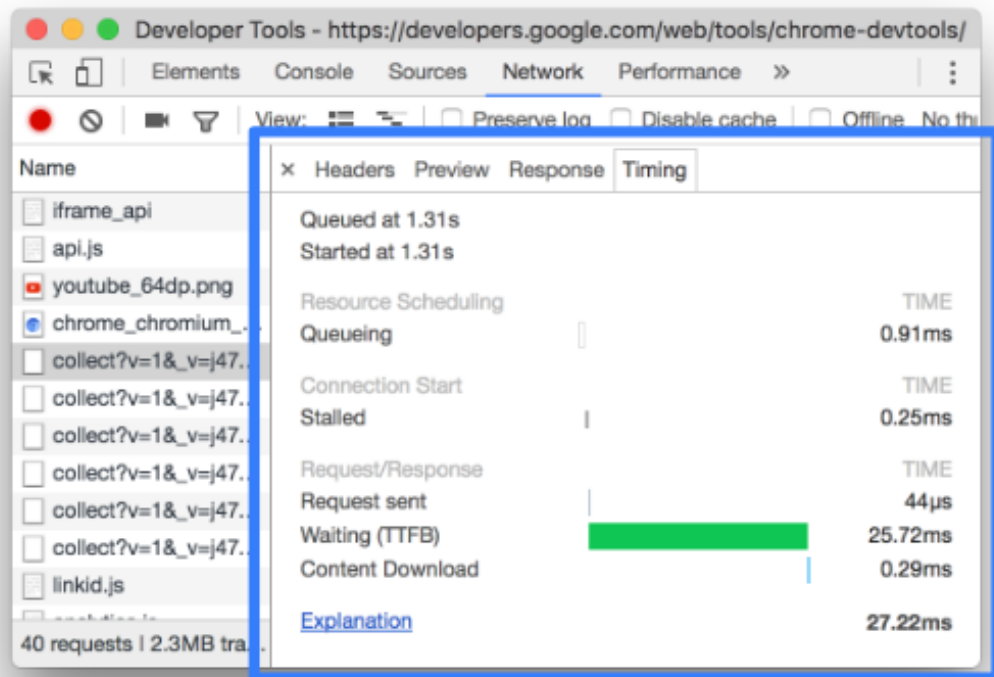 Developer Tools - https://developers.google.com/web/tools/chrome-devtools/
Elements Console Sources Network Performance »
View: Preserve log Disable cache Offline No
Name
iframe_api
api.js
youtube_64dp.png
chrome_chromium_...
collect?v=1&_v=j47...
collect?v=1&_v=j47...
collect?v=1&_v=j47...
collect?v=1&_v=j47...
collect?v=1&_v=j47...
collect?v=1&_v=j47...
linkid.js
40 requests | 2.3MB tra...
× Headers Preview Response Timing
Queued at 1.31s
Started at 1.31s
Resource Scheduling TIME
Queueing 0.91ms
Connection Start TIME
Stalled 0.25ms
Request/Response TIME
Request sent 44µs
Waiting (TTFB) 25.72ms
Content Download 0.29ms
Explanation 27.22ms